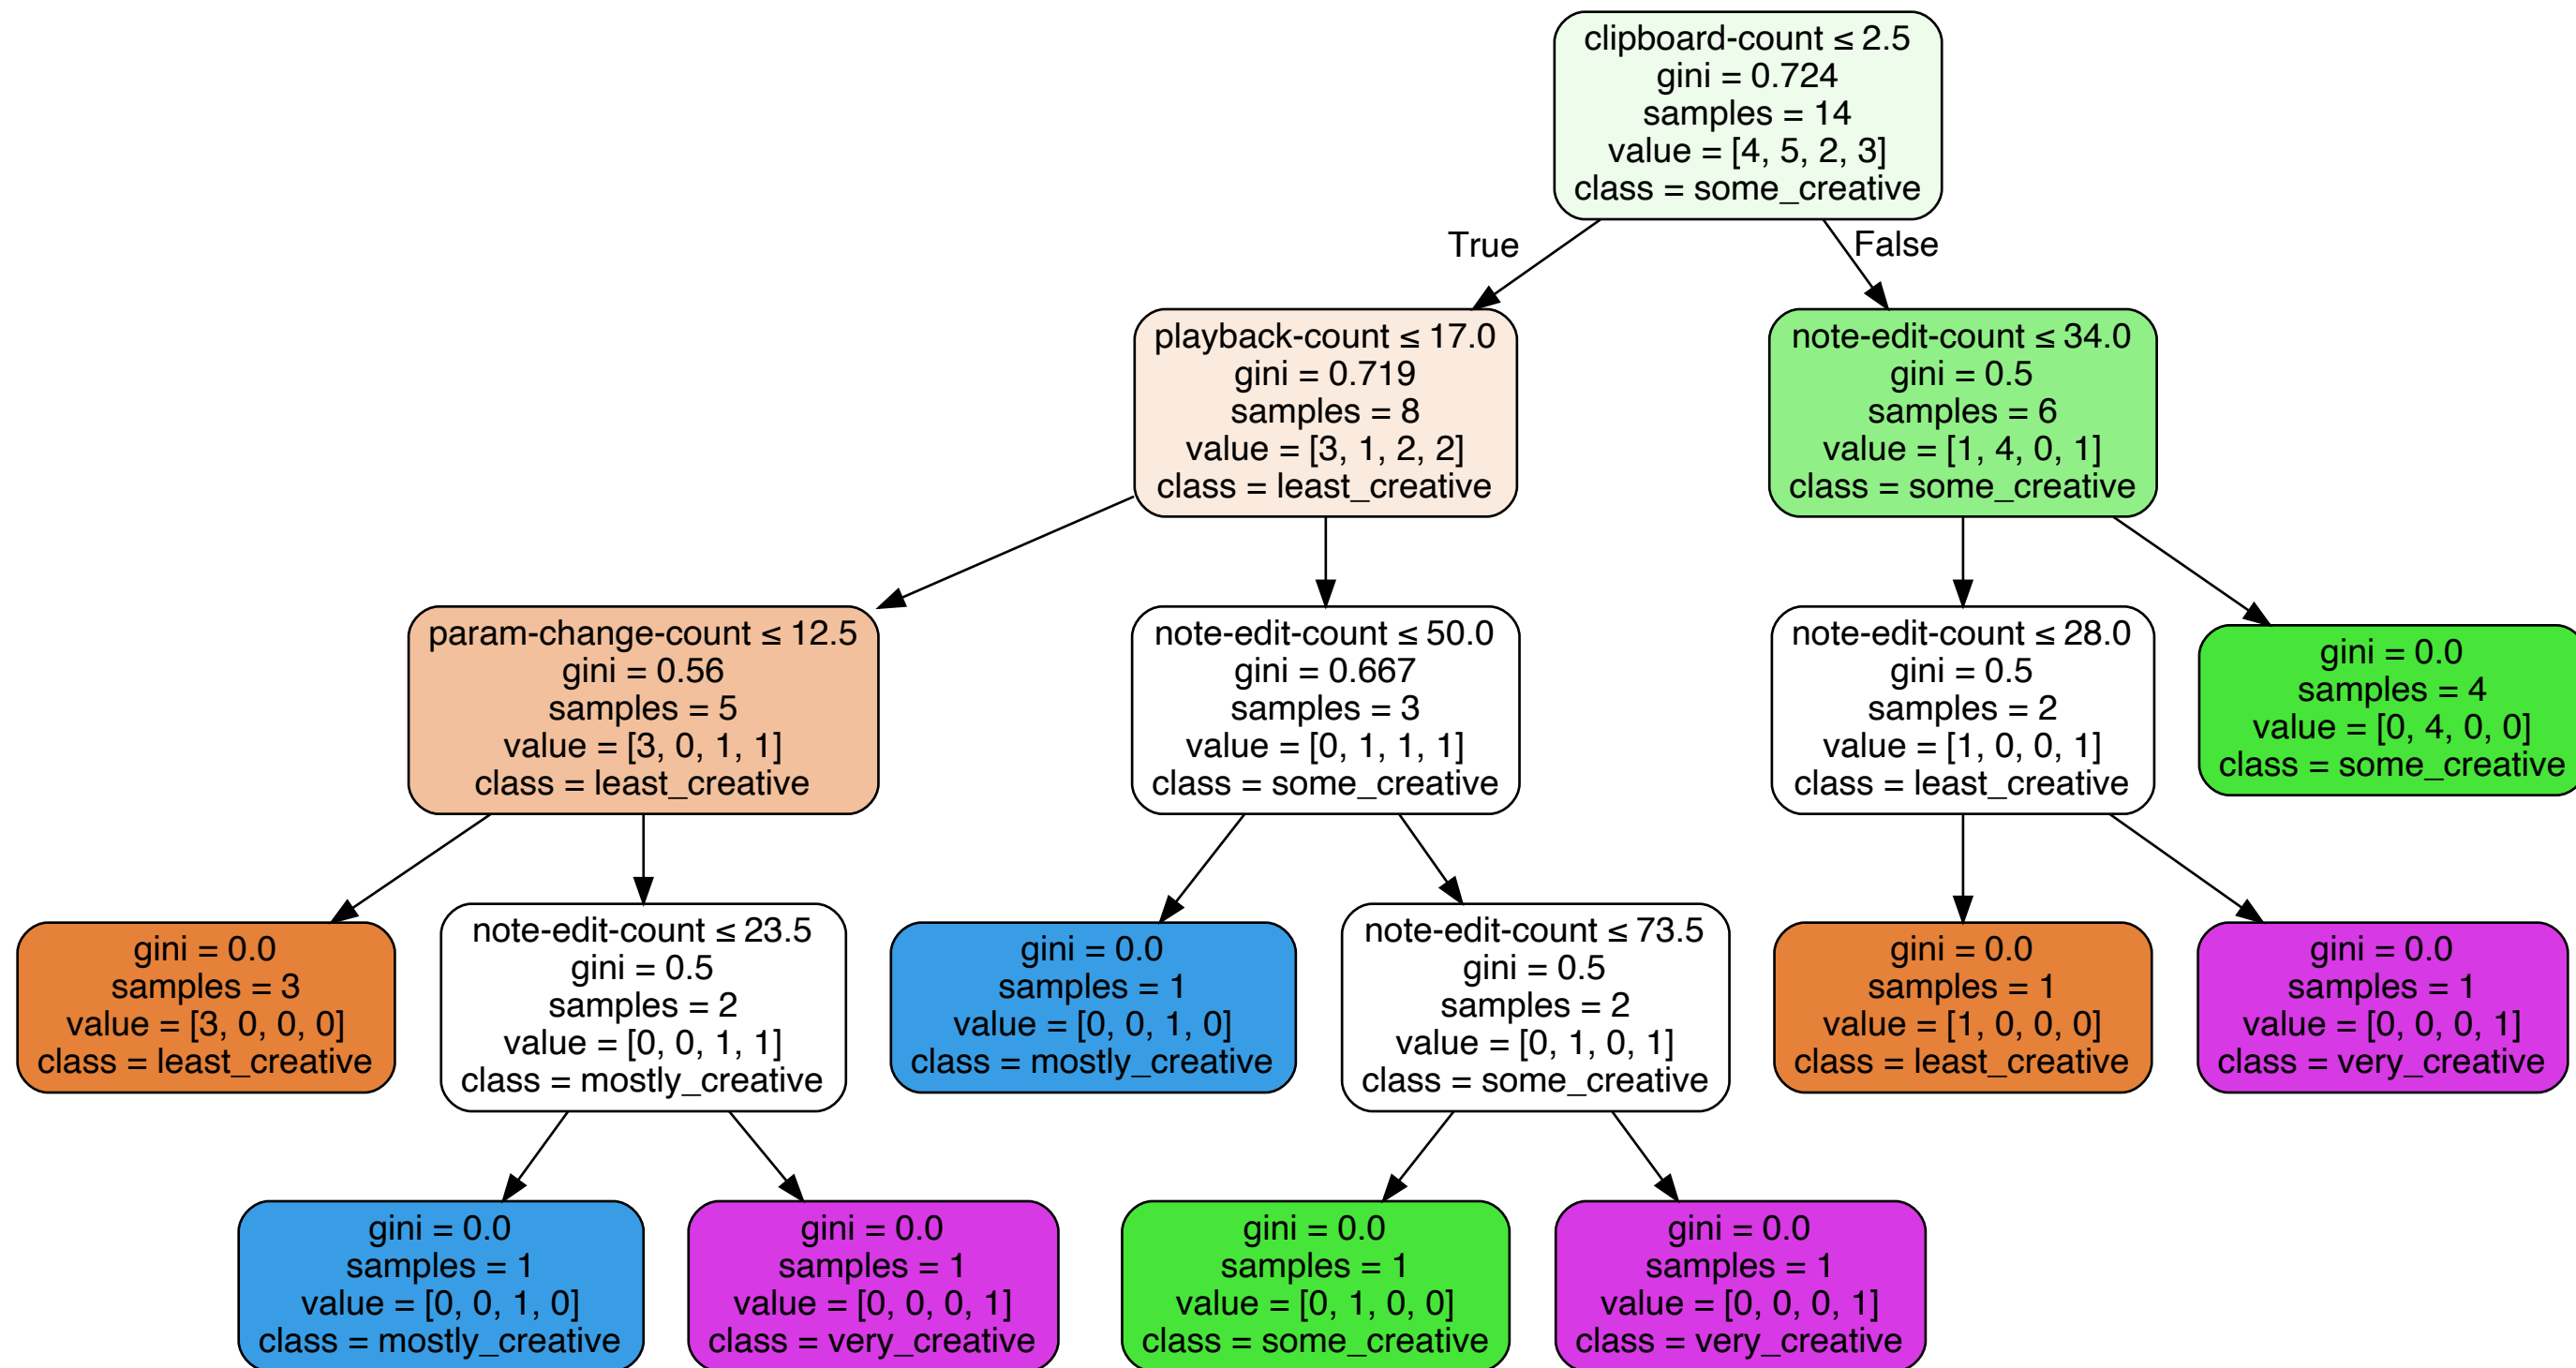 clipboard-count ≤ 2.5
gini = 0.724
samples = 14
value = [4, 5, 2, 3]
class = some_creative
True
False
playback-count ≤ 17.0
gini = 0.719
samples = 8
value = [3, 1, 2, 2]
class = least_creative
note-edit-count ≤ 34.0
gini = 0.5
samples = 6
value = [1, 4, 0, 1]
class = some_creative
param-change-count ≤ 12.5
gini = 0.56
samples = 5
value = [3, 0, 1, 1]
class = least_creative
note-edit-count ≤ 50.0
gini = 0.667
samples = 3
value = [0, 1, 1, 1]
class = some_creative
note-edit-count ≤ 28.0
gini = 0.5
samples = 2
value = [1, 0, 0, 1]
class = least_creative
gini = 0.0
samples = 4
value = [0, 4, 0, 0]
class = some_creative
gini = 0.0
samples = 3
value = [3, 0, 0, 0]
class = least_creative
note-edit-count ≤ 23.5
gini = 0.5
samples = 2
value = [0, 0, 1, 1]
class = mostly_creative
gini = 0.0
samples = 1
value = [0, 0, 1, 0]
class = mostly_creative
note-edit-count ≤ 73.5
gini = 0.5
samples = 2
value = [0, 1, 0, 1]
class = some_creative
gini = 0.0
samples = 1
value = [1, 0, 0, 0]
class = least_creative
gini = 0.0
samples = 1
value = [0, 0, 0, 1]
class = very_creative
gini = 0.0
samples = 1
value = [0, 0, 1, 0]
class = mostly_creative
gini = 0.0
samples = 1
value = [0, 0, 0, 1]
class = very_creative
gini = 0.0
samples = 1
value = [0, 1, 0, 0]
class = some_creative
gini = 0.0
samples = 1
value = [0, 0, 0, 1]
class = very_creative